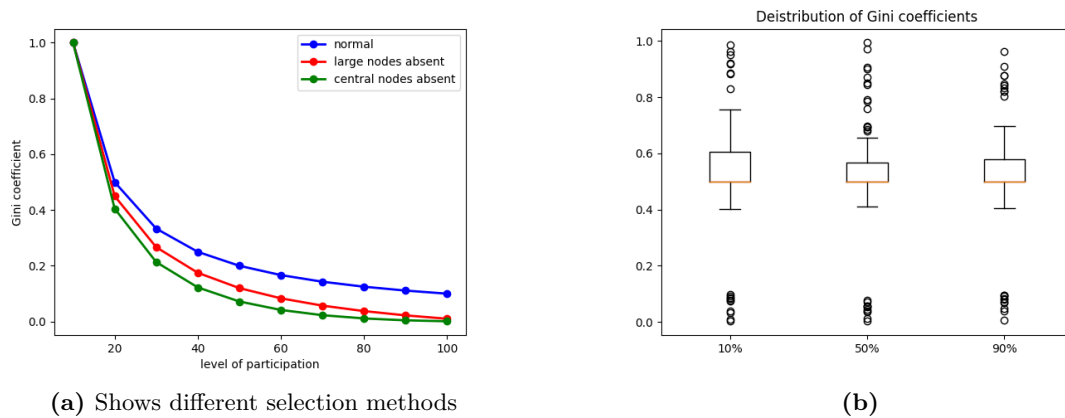 Deistribution of Gini coefficients
1.0
0.8
0.6
0.4
0.2
0.0
Gini coefficient
normal
large nodes absent
central nodes absent
20
40
60
80
100
level of participation
1.0
0.8
0.6
0.4
0.2
0.0
10%
50%
90%
(a) Shows different selection methods
(b)